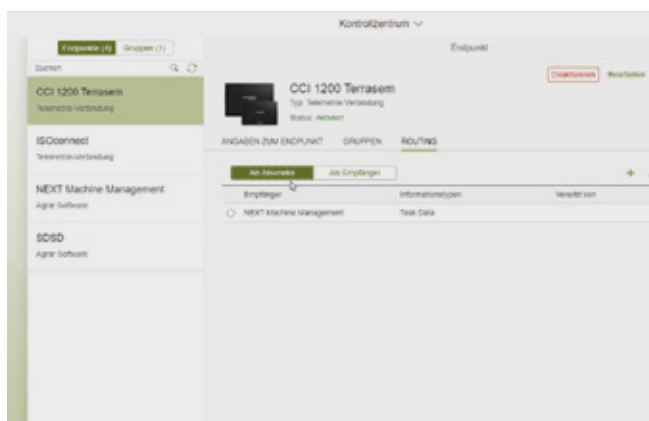 Kontrollzentrum
Endpunkte (4) Gruppen (1)
Endpunkt
Suchen
CCI 1200 Terrasem
Telemetrie-Verbindung
ISOconnect
Telemetrie-Verbindung
NEXT Machine Management
Agrar Software
SDSD
Agrar Software
Deaktivieren Bearbeiten
CCI 1200 Terrasem
Typ: Telemetrie-Verbindung
Status: Aktiviert
ANGABEN ZUM ENDPUNKT GRUPPEN ROUTING
Als Absender Als Empfänger
Empfänger Informationstypen Vererbt von
NEXT Machine Management Task Data